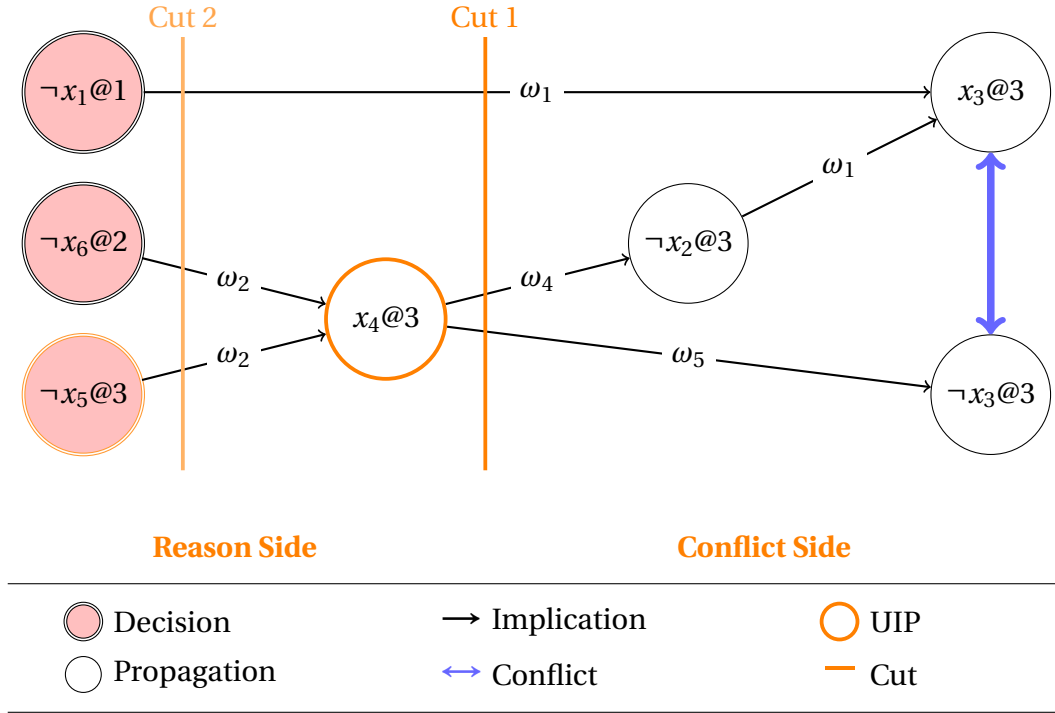 Cut 2 Cut 1
¬x₁@1 ω₁ x₃@3
ω₁
¬x₆@2 ω₂ ω₄ ¬x₂@3
x₄@3
¬x₅@3 ω₂ ω₅ ¬x₃@3
Reason Side Conflict Side
Decision Implication UIP
Propagation Conflict Cut